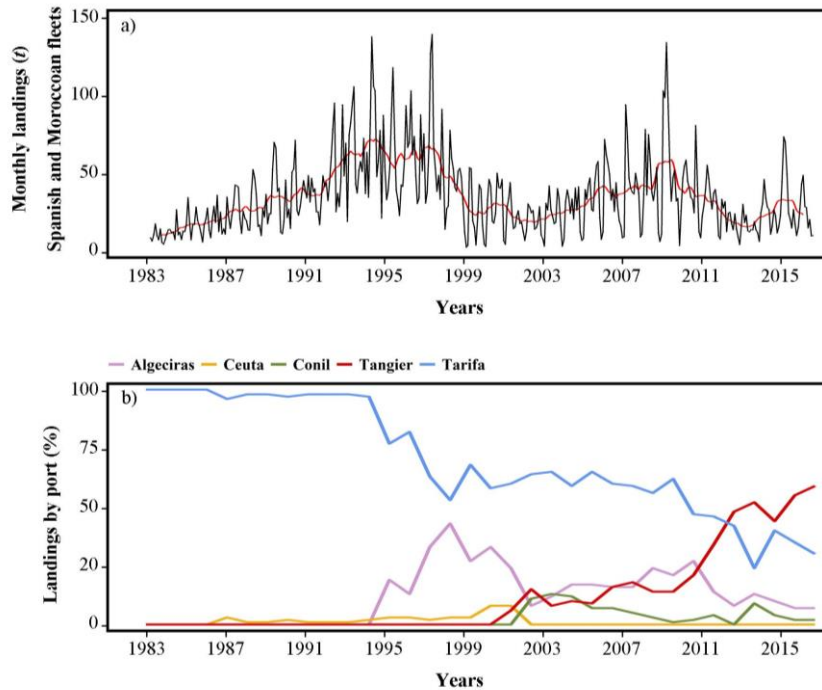 a)
Monthly landings (t)
Spanish and Moroccoan fleets
150
100
50
0
1983 1987 1991 1995 1999 2003 2007 2011 2015
Years
Algeciras Ceuta Conil Tangier Tarifa
b)
Landings by port (%)
100
75
50
20
0
1983 1987 1991 1995 1999 2003 2007 2011 2015
Years